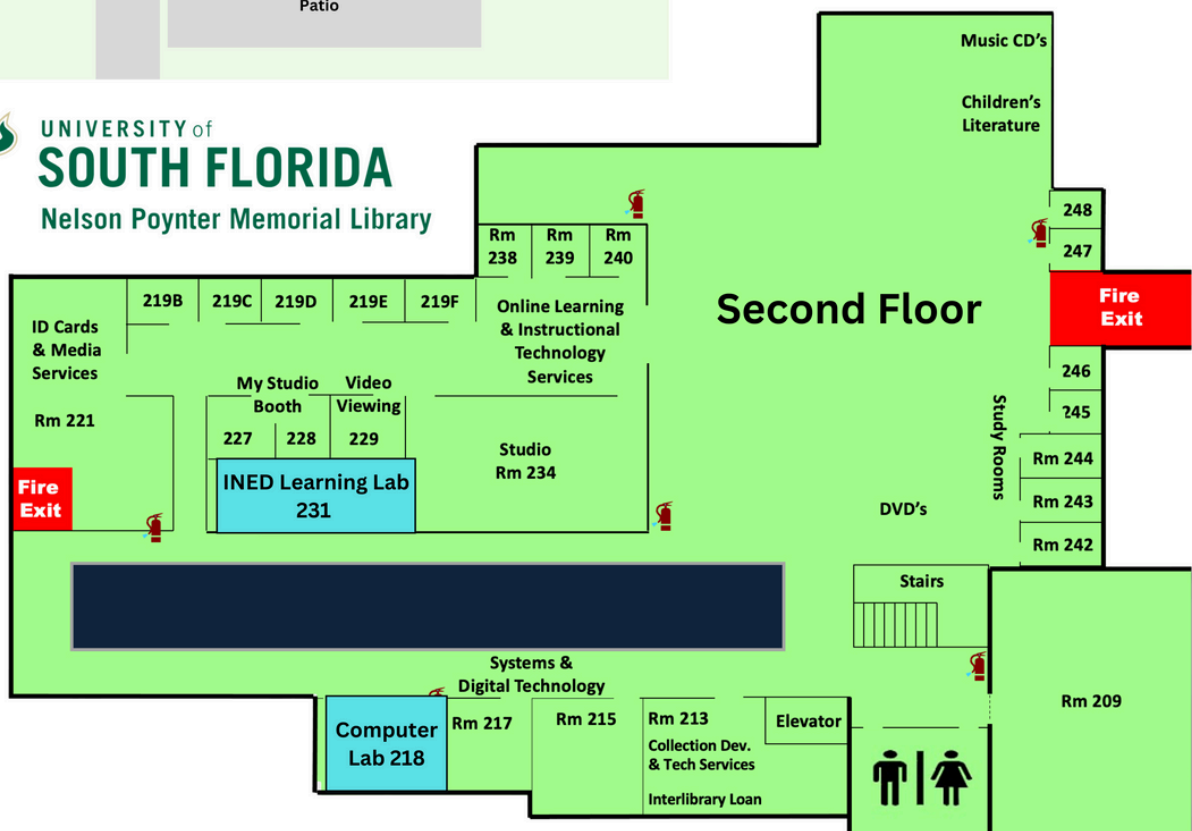 Patio
UNIVERSITY of
SOUTH FLORIDA
Nelson Poynter Memorial Library
Music CD's
Children's
Literature
248
247
Fire
Exit
246
245
Study Rooms
Rm 244
Rm 243
Rm 242
Second Floor
Rm
238
Rm
239
Rm
240
219B
219C
219D
219E
219F
Online Learning
& Instructional
Technology
Services
ID Cards
& Media
Services
Rm 221
My Studio
Booth
Video
Viewing
227
228
229
Studio
Rm 234
INED Learning Lab
231
Fire
Exit
DVD's
Stairs
Systems &
Digital Technology
Computer
Lab 218
Rm 217
Rm 215
Rm 213
Collection Dev.
& Tech Services
Interlibrary Loan
Elevator
Rm 209